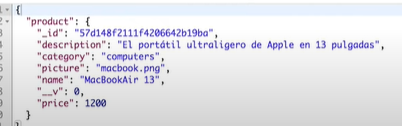 {
"product": {
"_id": "57d148f2111f4206642b19ba",
"description": "El portátil ultraligero de Apple en 13 pulgadas",
"category": "computers",
"picture": "macbook.png",
"name": "MacBookAir 13",
"__v": 0,
"price": 1200
}
}